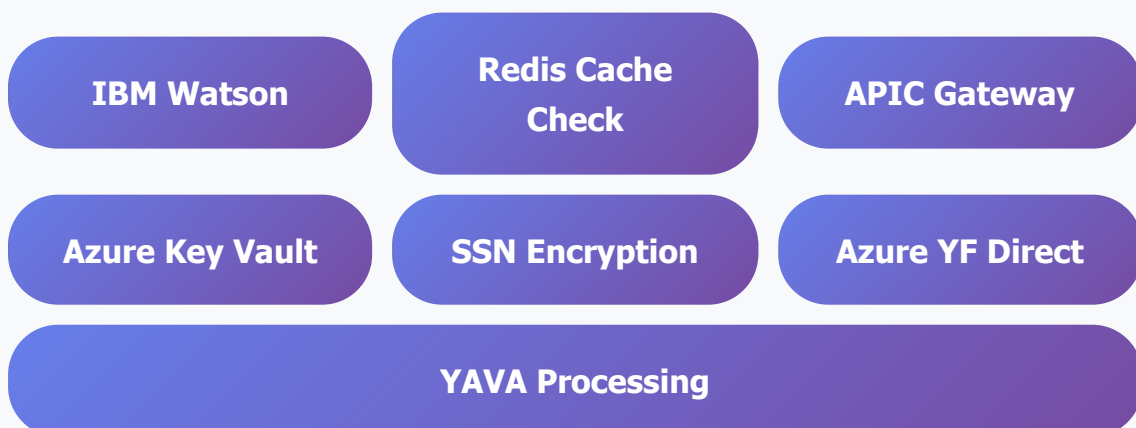 IBM Watson
Redis Cache
Check
APIC Gateway
Azure Key Vault
SSN Encryption
Azure YF Direct
YAVA Processing